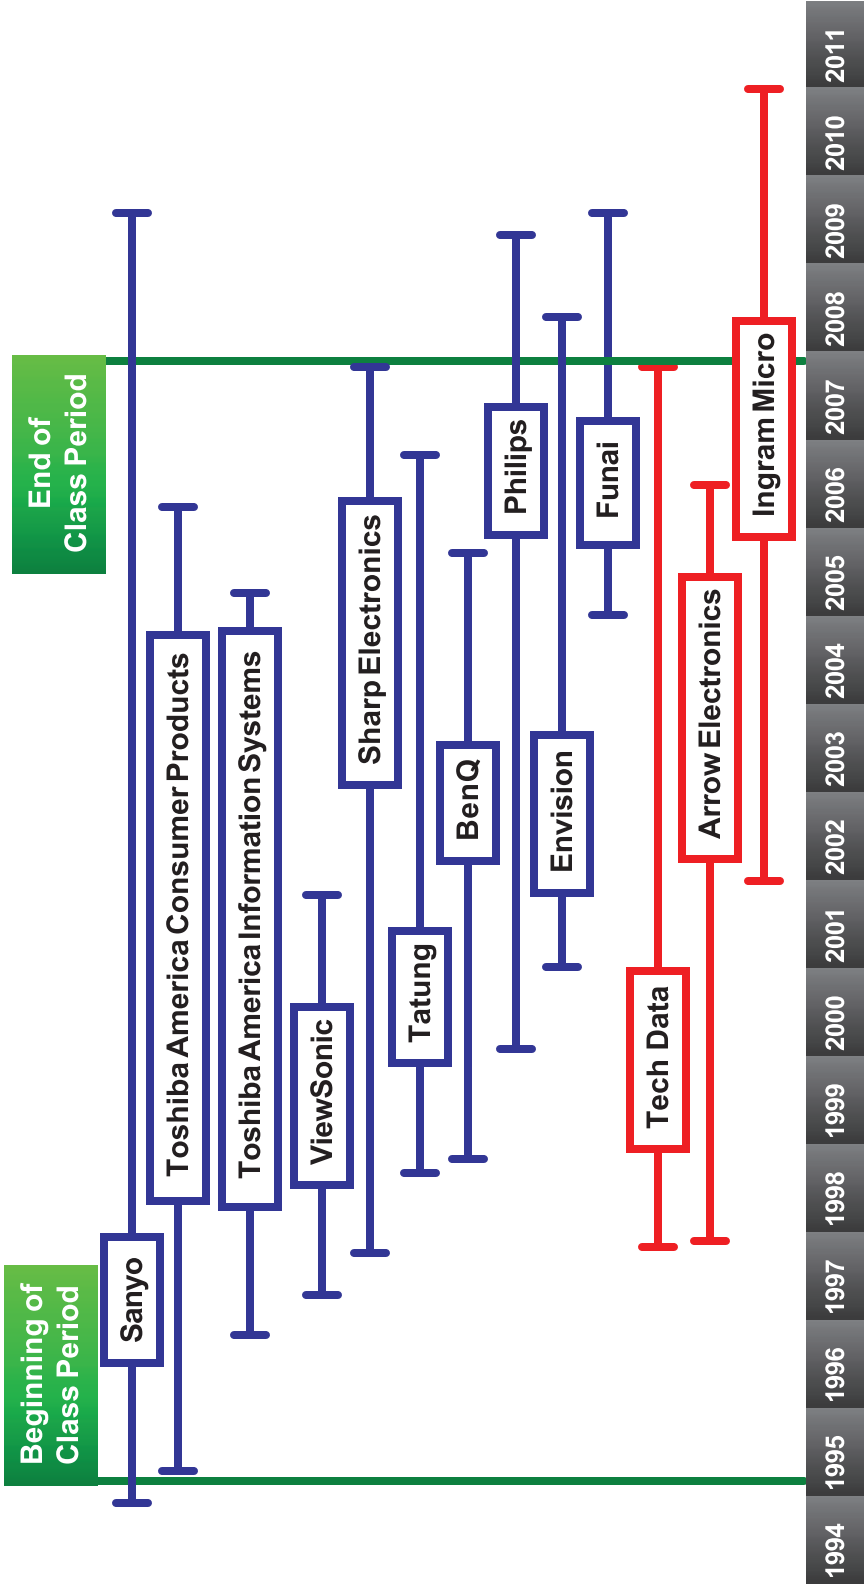 Beginning of
Class Period
End of
Class Period
Sanyo
Toshiba America Consumer Products
Toshiba America Information Systems
ViewSonic
Sharp Electronics
Tatung
BenQ
Philips
Envision
Funai
Tech Data
Arrow Electronics
Ingram Micro
1994
1995
1996
1997
1998
1999
2000
2001
2002
2003
2004
2005
2006
2007
2008
2009
2010
2011